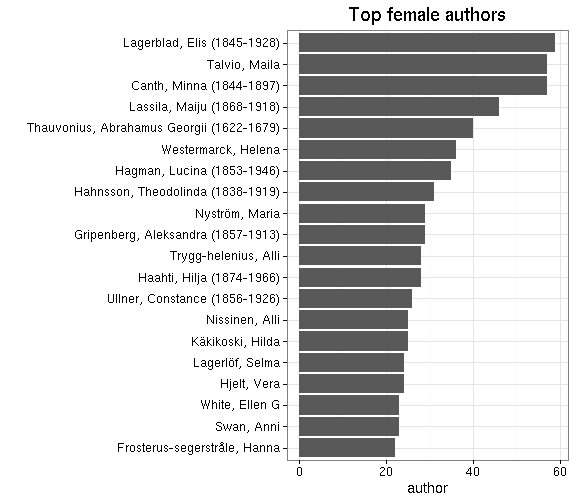 Top female authors
Lagerblad, Elis (1845-1928)
Talvio, Maila
Canth, Minna (1844-1897)
Lassila, Maiju (1868-1918)
Thauvonius, Abrahamus Georgii (1622-1679)
Westermarck, Helena
Hagman, Lucina (1853-1946)
Hahnsson, Theodolinda (1838-1919)
Nyström, Maria
Gripenberg, Aleksandra (1857-1913)
Trygg-helenius, Alli
Haahti, Hilja (1874-1966)
Ullner, Constance (1856-1926)
Nissinen, Alli
Käkikoski, Hilda
Lagerlöf, Selma
Hjelt, Vera
White, Ellen G
Swan, Anni
Frosterus-segerstråle, Hanna
0 20 40 60
author